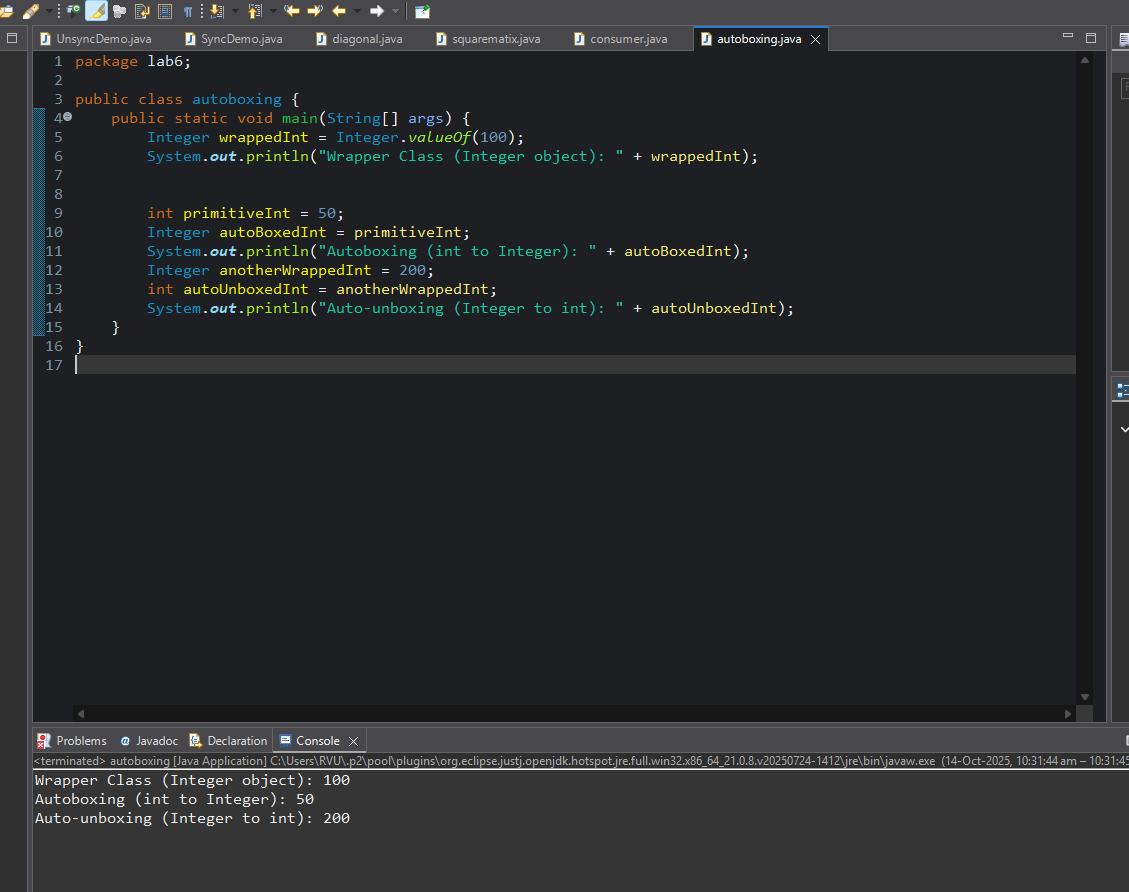 UnsyncDemo.java SyncDemo.java diagonal.java squarematix.java consumer.java autoboxing.java
1 package lab6;
2
3 public class autoboxing {
4 public static void main(String[] args) {
5 Integer wrappedInt = Integer.valueOf(100);
6 System.out.println("Wrapper Class (Integer object): " + wrappedInt);
7
8
9 int primitiveInt = 50;
10 Integer autoBoxedInt = primitiveInt;
11 System.out.println("Autoboxing (int to Integer): " + autoBoxedInt);
12 Integer anotherWrappedInt = 200;
13 int autoUnboxedInt = anotherWrappedInt;
14 System.out.println("Auto-unboxing (Integer to int): " + autoUnboxedInt);
15 }
16 }
17
Problems @ Javadoc Declaration Console
<terminated> autoboxing [Java Application] C:\Users\RVU\.p2\pool\plugins\org.eclipse.justj.openjdk.hotspot.jre.full.win32.x86_64_21.0.8.v20250724-1412\jre\bin\javaw.exe (14-Oct-2025, 10:31:44 am – 10:31:45
Wrapper Class (Integer object): 100
Autoboxing (int to Integer): 50
Auto-unboxing (Integer to int): 200